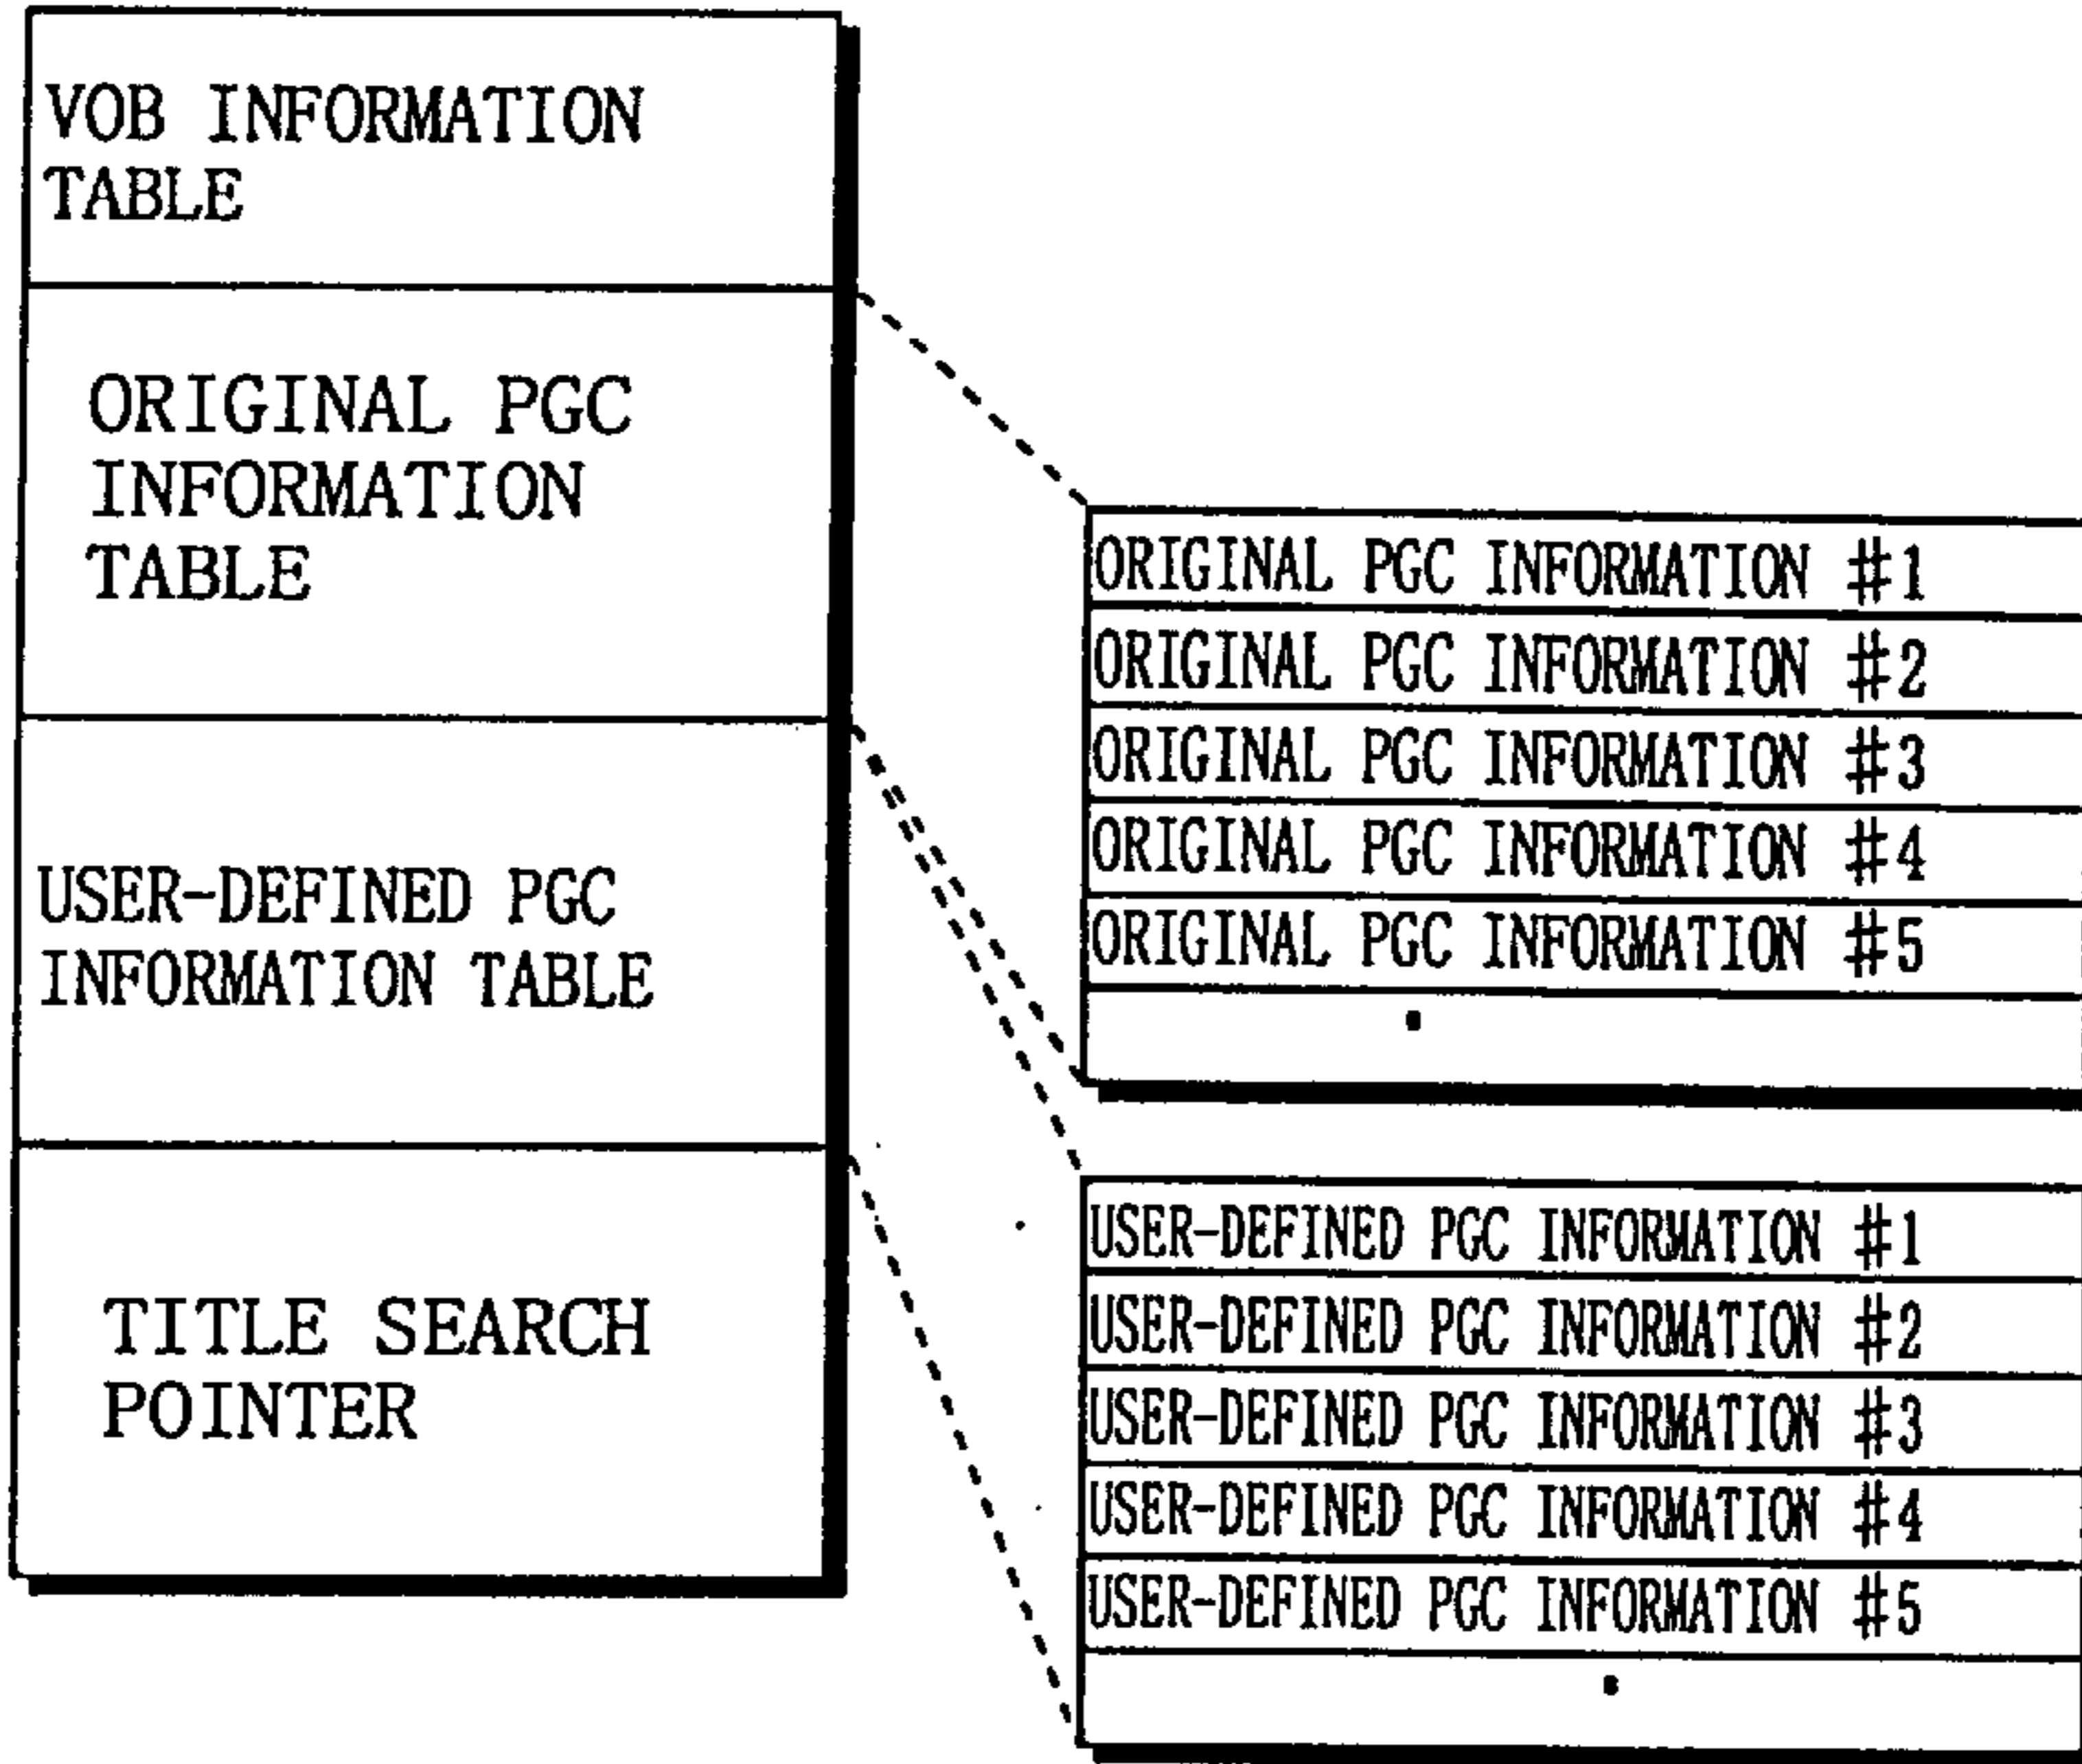 VOB INFORMATION
TABLE
ORIGINAL PGC
INFORMATION
TABLE
USER-DEFINED PGC
INFORMATION TABLE
TITLE SEARCH
POINTER
ORIGINAL PGC INFORMATION #1
ORIGINAL PGC INFORMATION #2
ORIGINAL PGC INFORMATION #3
ORIGINAL PGC INFORMATION #4
ORIGINAL PGC INFORMATION #5
USER-DEFINED PGC INFORMATION #1
USER-DEFINED PGC INFORMATION #2
USER-DEFINED PGC INFORMATION #3
USER-DEFINED PGC INFORMATION #4
USER-DEFINED PGC INFORMATION #5